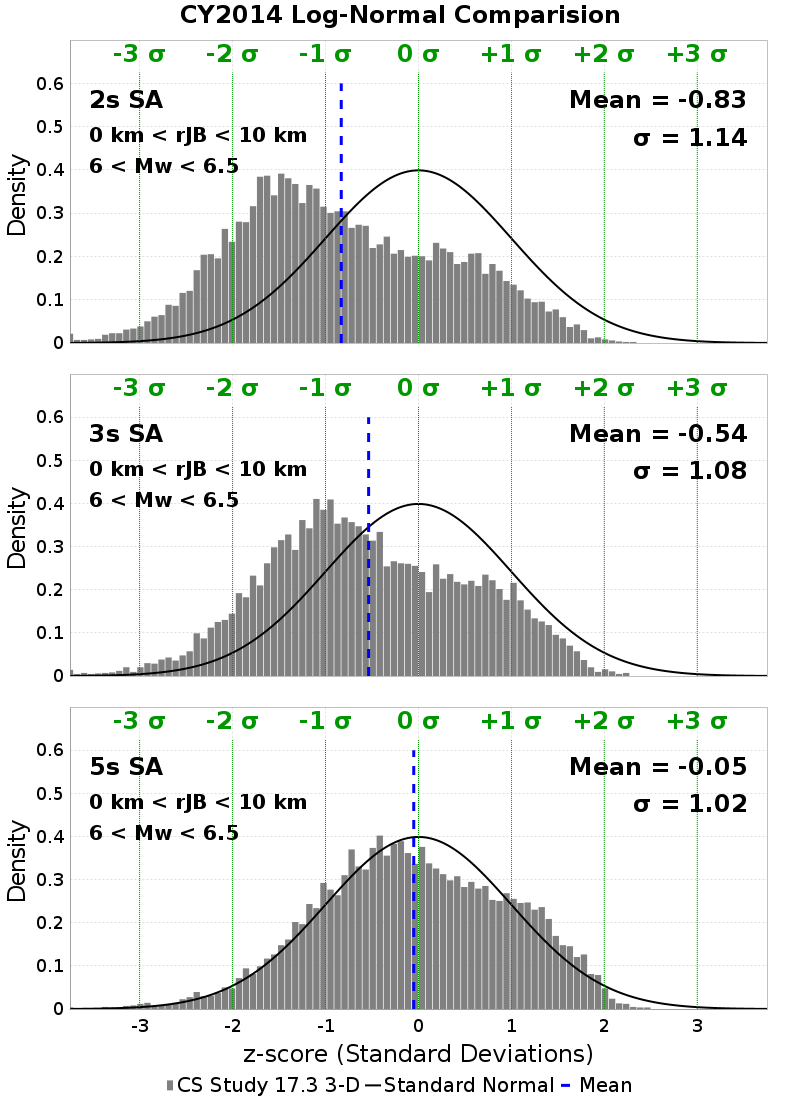 CY2014 Log-Normal Comparision
-3 σ -2 σ -1 σ 0 σ +1 σ +2 σ +3 σ
0.6
2s SA
Mean = -0.83
0.5
0 km < rJB < 10 km
σ = 1.14
6 < Mw < 6.5
0.4
0.3
0.2
0.1
0
Density
-3 σ -2 σ -1 σ 0 σ +1 σ +2 σ +3 σ
0.6
3s SA
Mean = -0.54
0.5
0 km < rJB < 10 km
σ = 1.08
6 < Mw < 6.5
0.4
0.3
0.2
0.1
0
Density
-3 σ -2 σ -1 σ 0 σ +1 σ +2 σ +3 σ
0.6
5s SA
Mean = -0.05
0.5
0 km < rJB < 10 km
σ = 1.02
6 < Mw < 6.5
0.4
0.3
0.2
0.1
0
Density
-3 -2 -1 0 1 2 3
z-score (Standard Deviations)
CS Study 17.3 3-D Standard Normal Mean